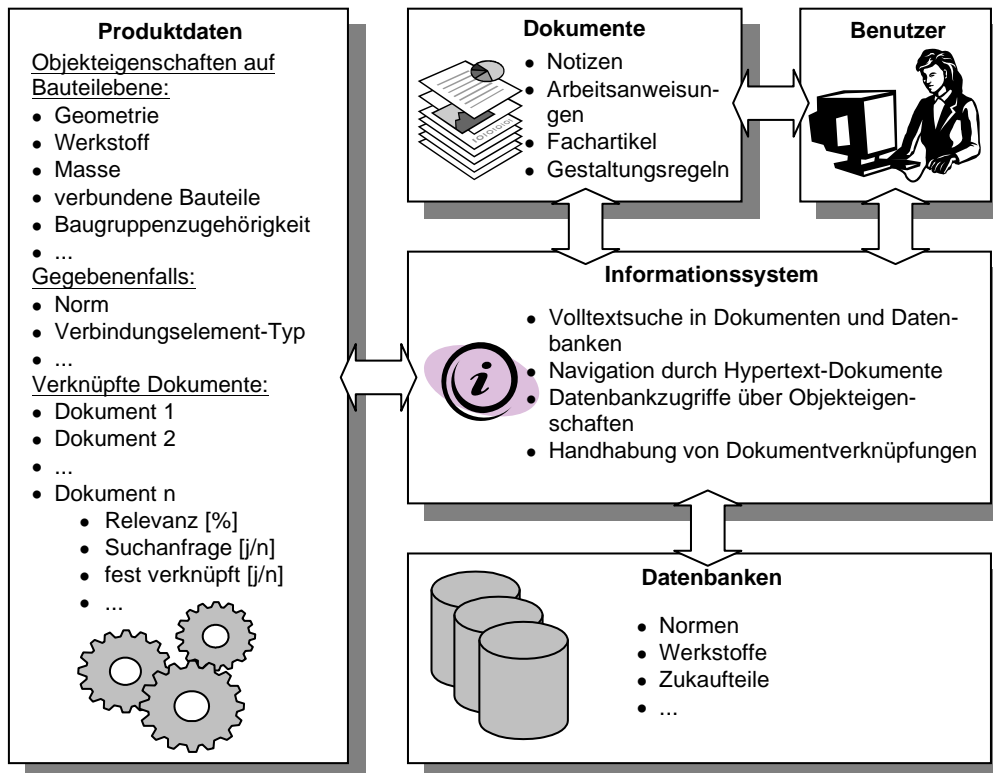 Produktdaten
Objekteigenschaften auf
Bauteilebene:
• Geometrie
• Werkstoff
• Masse
• verbundene Bauteile
• Baugruppenzugehörigkeit
• ...
Gegebenenfalls:
• Norm
• Verbindungselement-Typ
• ...
Verknüpfte Dokumente:
• Dokument 1
• Dokument 2
• ...
• Dokument n
• Relevanz [%]
• Suchanfrage [j/n]
• fest verknüpft [j/n]
• ...
Dokumente
• Notizen
• Arbeitsanweisun-
gen
• Fachartikel
• Gestaltungsregeln
Benutzer
Informationssystem
i
• Volltextsuche in Dokumenten und Daten-
banken
• Navigation durch Hypertext-Dokumente
• Datenbankzugriffe über Objekteigen-
schaften
• Handhabung von Dokumentverknüpfungen
Datenbanken
• Normen
• Werkstoffe
• Zukaufteile
• ...